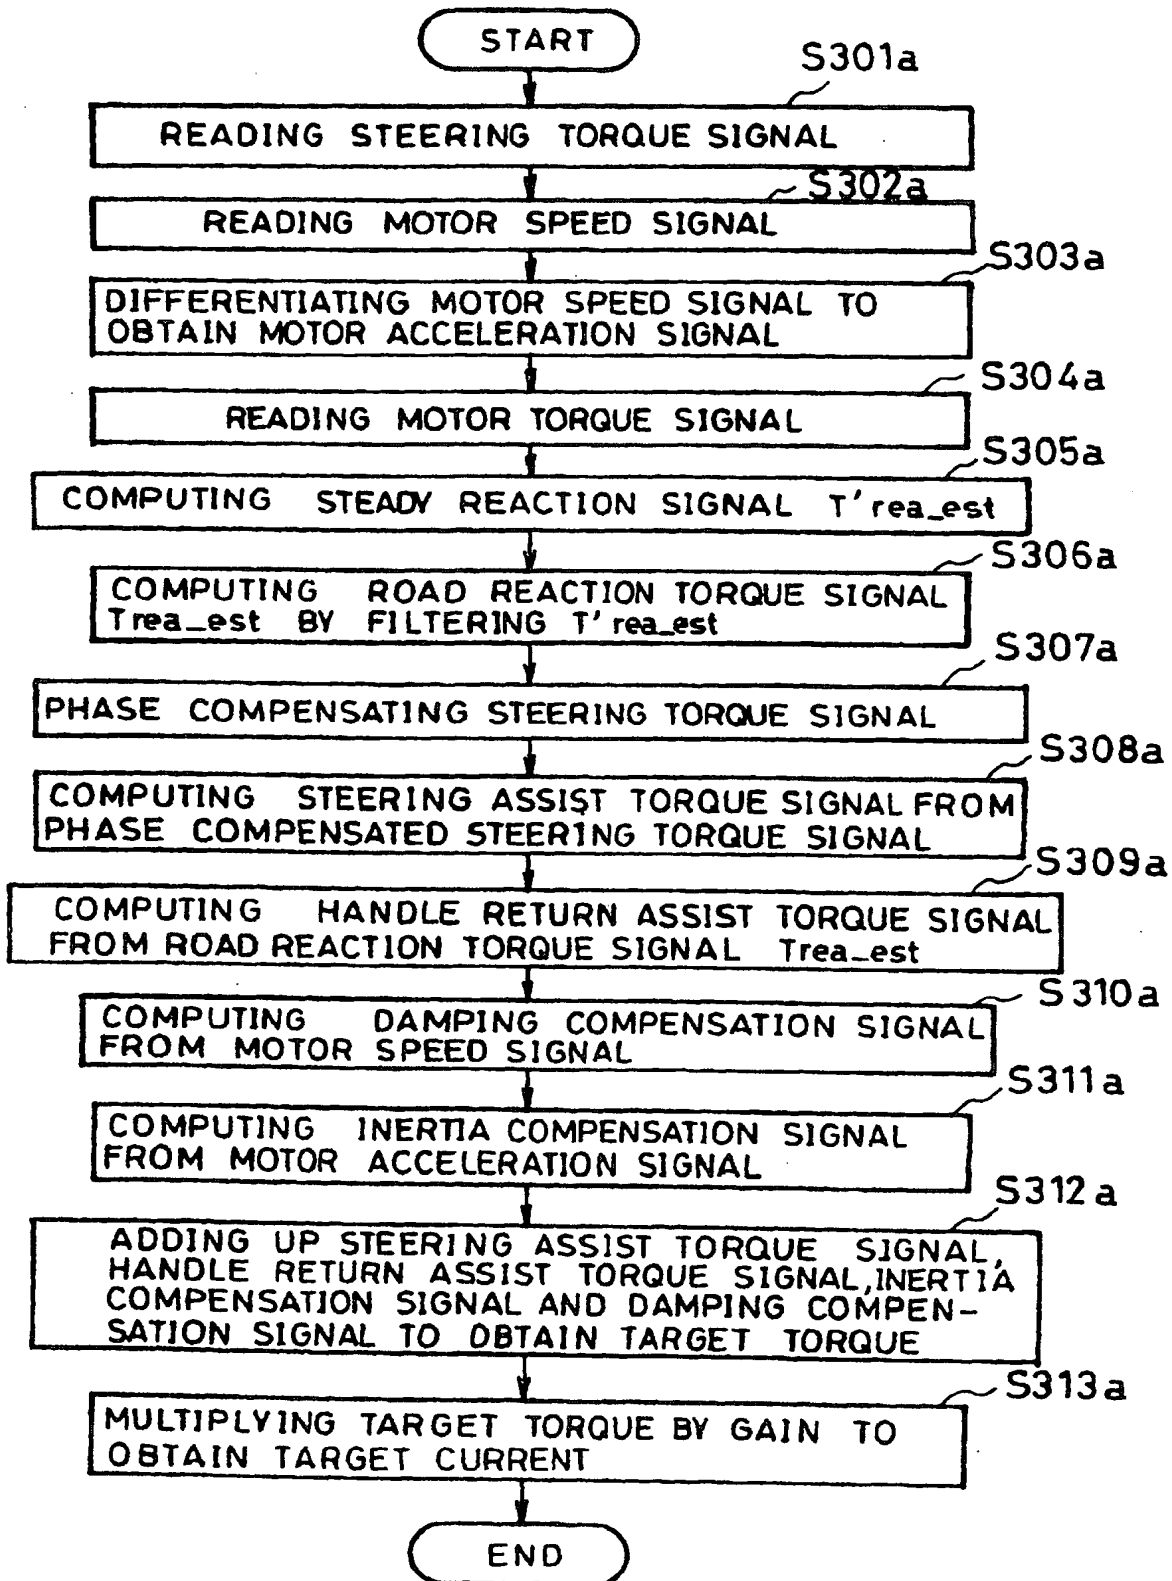 START
S301a
READING STEERING TORQUE SIGNAL
S302a
READING MOTOR SPEED SIGNAL
S303a
DIFFERENTIATING MOTOR SPEED SIGNAL TO
OBTAIN MOTOR ACCELERATION SIGNAL
S304a
READING MOTOR TORQUE SIGNAL
S305a
COMPUTING STEADY REACTION SIGNAL T'rea_est
S306a
COMPUTING ROAD REACTION TORQUE SIGNAL
Trea_est BY FILTERING T'rea_est
S307a
PHASE COMPENSATING STEERING TORQUE SIGNAL
S308a
COMPUTING STEERING ASSIST TORQUE SIGNAL FROM
PHASE COMPENSATED STEERING TORQUE SIGNAL
S309a
COMPUTING HANDLE RETURN ASSIST TORQUE SIGNAL
FROM ROAD REACTION TORQUE SIGNAL Trea_est
S310a
COMPUTING DAMPING COMPENSATION SIGNAL
FROM MOTOR SPEED SIGNAL
S311a
COMPUTING INERTIA COMPENSATION SIGNAL
FROM MOTOR ACCELERATION SIGNAL
S312a
ADDING UP STEERING ASSIST TORQUE SIGNAL,
HANDLE RETURN ASSIST TORQUE SIGNAL, INERTIA
COMPENSATION SIGNAL AND DAMPING COMPEN-
SATION SIGNAL TO OBTAIN TARGET TORQUE
S313a
MULTIPLYING TARGET TORQUE BY GAIN TO
OBTAIN TARGET CURRENT
END